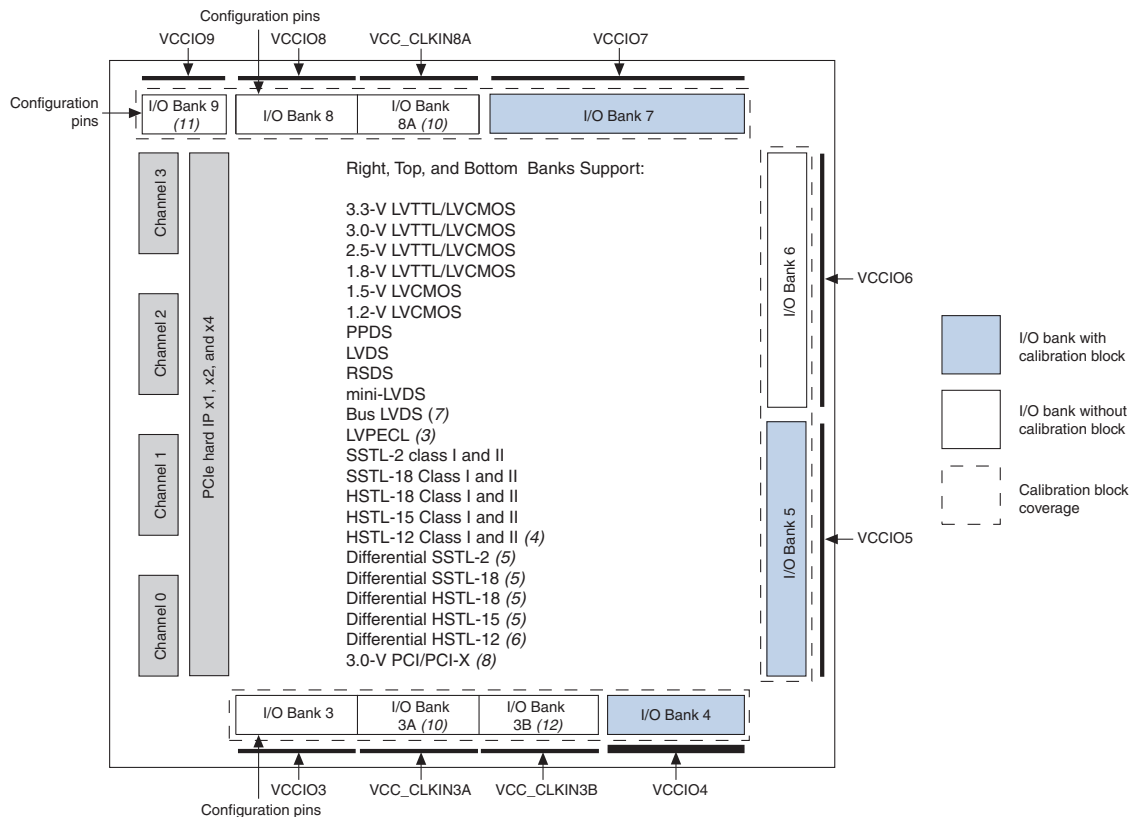 Configuration pins
VCCIO9
VCCIO8
VCC_CLKIN8A
VCCIO7
Configuration
pins
I/O Bank 9
(11)
I/O Bank 8
I/O Bank
8A (10)
I/O Bank 7
Channel 3
Channel 2
Channel 1
Channel 0
PCIe hard IP x1, x2, and x4
Right, Top, and Bottom Banks Support:
3.3-V LVTTL/LVCMOS
3.0-V LVTTL/LVCMOS
2.5-V LVTTL/LVCMOS
1.8-V LVTTL/LVCMOS
1.5-V LVCMOS
1.2-V LVCMOS
PPDS
LVDS
RSDS
mini-LVDS
Bus LVDS (7)
LVPECL (3)
SSTL-2 class I and II
SSTL-18 Class I and II
HSTL-18 Class I and II
HSTL-15 Class I and II
HSTL-12 Class I and II (4)
Differential SSTL-2 (5)
Differential SSTL-18 (5)
Differential HSTL-18 (5)
Differential HSTL-15 (5)
Differential HSTL-12 (6)
3.0-V PCI/PCI-X (8)
I/O Bank 6
VCCIO6
I/O Bank 5
VCCIO5
I/O bank with
calibration block
I/O bank without
calibration block
Calibration block
coverage
I/O Bank 3
I/O Bank
3A (10)
I/O Bank
3B (12)
I/O Bank 4
VCCIO3
VCC_CLKIN3A
VCC_CLKIN3B
VCCIO4
Configuration pins